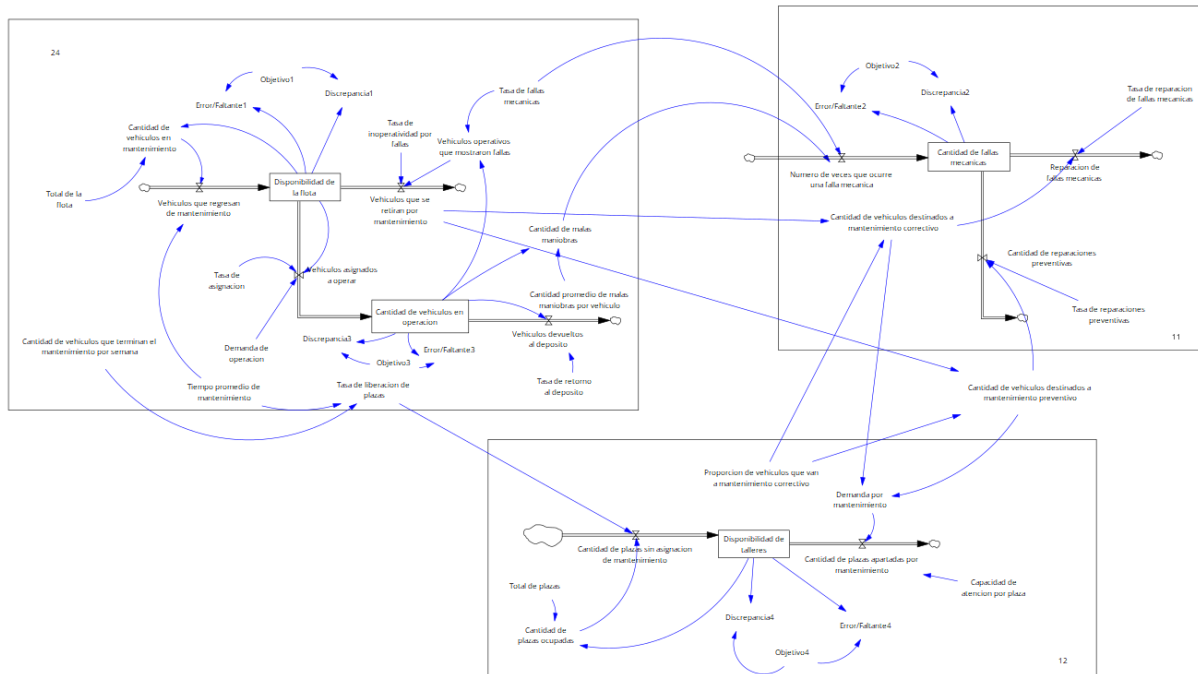 24
Objetivo1
Discrepancia1
Error/Faltante1
Tasa de fallas
mecanicas
Cantidad de
vehiculos en
mantenimiento
Tasa de
inoperatividad por
fallas
Vehiculos operativos
que mostraron fallas
Total de la
flota
Disponibilidad de
la flota
Vehiculos que regresan
de mantenimiento
Vehiculos que se
retiran por
mantenimiento
Cantidad de malas
maniobras
Tasa de
asignacion
Vehiculos asignados
a operar
Cantidad promedio de malas
maniobras por vehiculo
Cantidad de vehiculos en
operacion
Vehiculos devueltos
al deposito
Cantidad de vehiculos que terminan el
mantenimiento por semana
Demanda de
operacion
Discrepancia3
Error/Faltante3
Objetivo3
Tiempo promedio de
mantenimiento
Tasa de liberacion de
plazas
Tasa de retorno
al deposito
Objetivo2
Discrepancia2
Error/Faltante2
Tasa de reparacion
de fallas mecanicas
Cantidad de fallas
mecanicas
Numero de veces que ocurre
una falla mecanica
Reparacion de
fallas mecanicas
Cantidad de vehiculos destinados a
mantenimiento correctivo
Cantidad de reparaciones
preventivas
Tasa de reparaciones
preventivas
11
Cantidad de vehiculos destinados a
mantenimiento preventivo
Proporcion de vehiculos que van
a mantenimiento correctivo
Demanda por
mantenimiento
Disponibilidad de
talleres
Cantidad de plazas sin asignacion
de mantenimiento
Cantidad de plazas apartadas por
mantenimiento
Total de plazas
Capacidad de
atencion por plaza
Cantidad de
plazas ocupadas
Discrepancia4
Error/Faltante4
Objetivo4
12